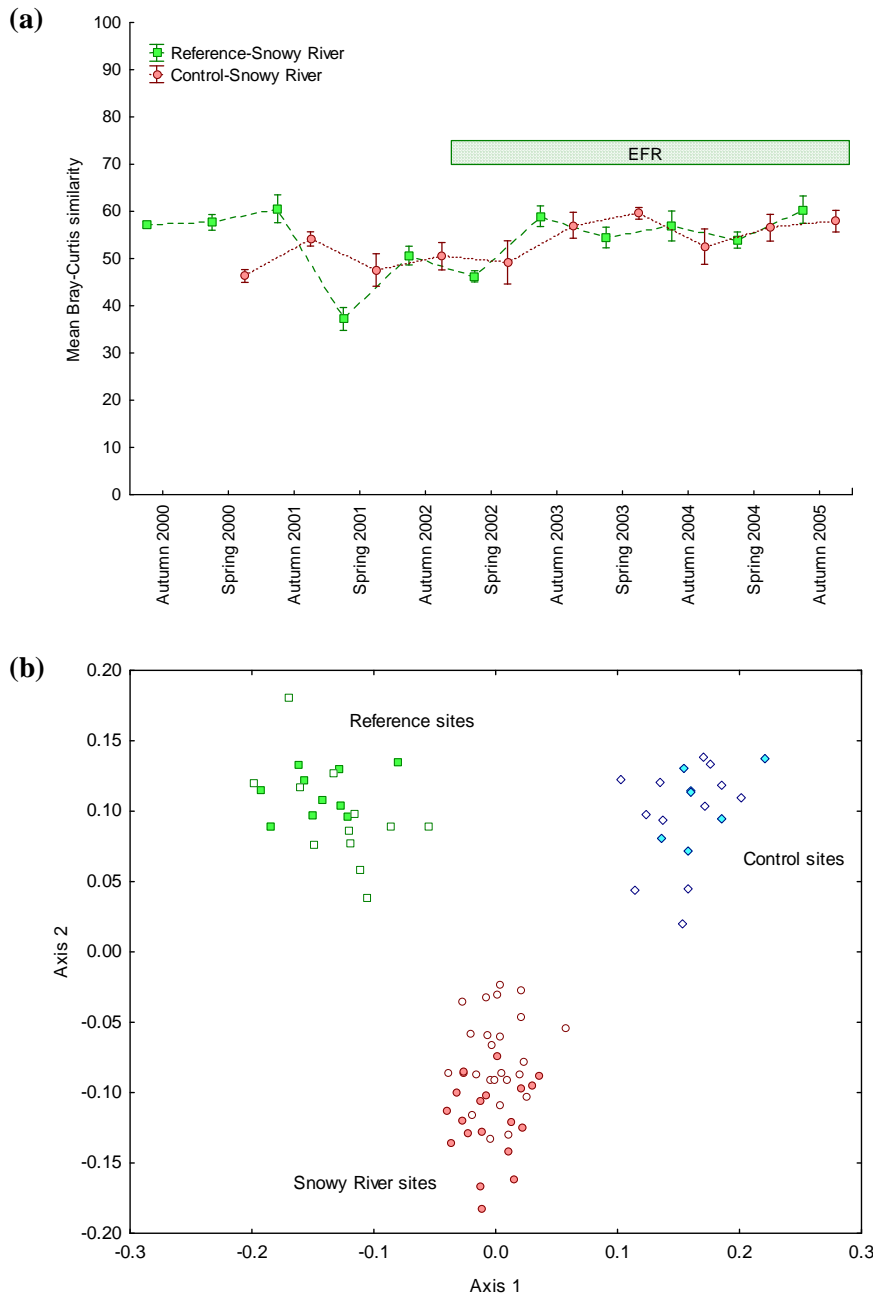 (a)
100
90
80
70
60
50
40
30
20
10
0
Mean Bray-Curtis similarity
Reference-Snowy River
Control-Snowy River
EFR
Autumn 2000
Spring 2000
Autumn 2001
Spring 2001
Autumn 2002
Spring 2002
Autumn 2003
Spring 2003
Autumn 2004
Spring 2004
Autumn 2005
(b)
0.20
0.15
0.10
0.05
0.00
-0.05
-0.10
-0.15
-0.20
Axis 2
Reference sites
Control sites
Snowy River sites
-0.3
-0.2
-0.1
0.0
0.1
0.2
0.3
Axis 1